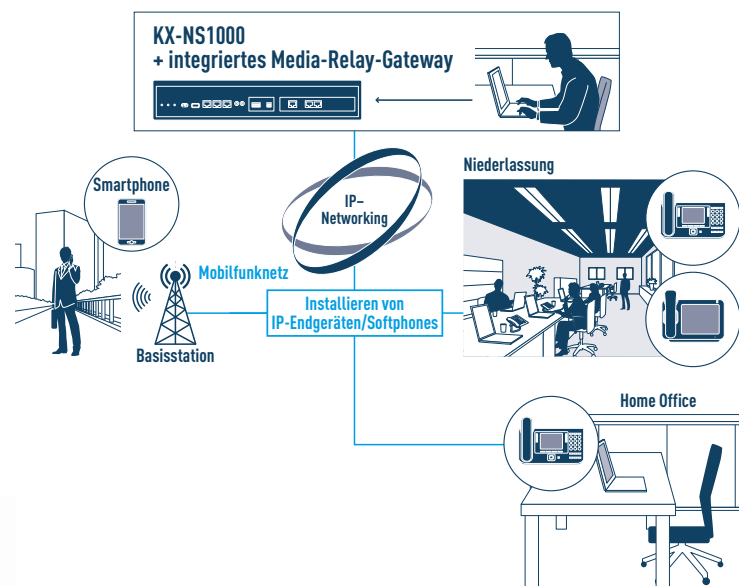 KX-NS1000
+ integriertes Media-Relay-Gateway
Niederlassung
Smartphone
IP–
Networking
Mobilfunknetz
Installieren von
IP-Endgeräten/Softphones
Basisstation
Home Office